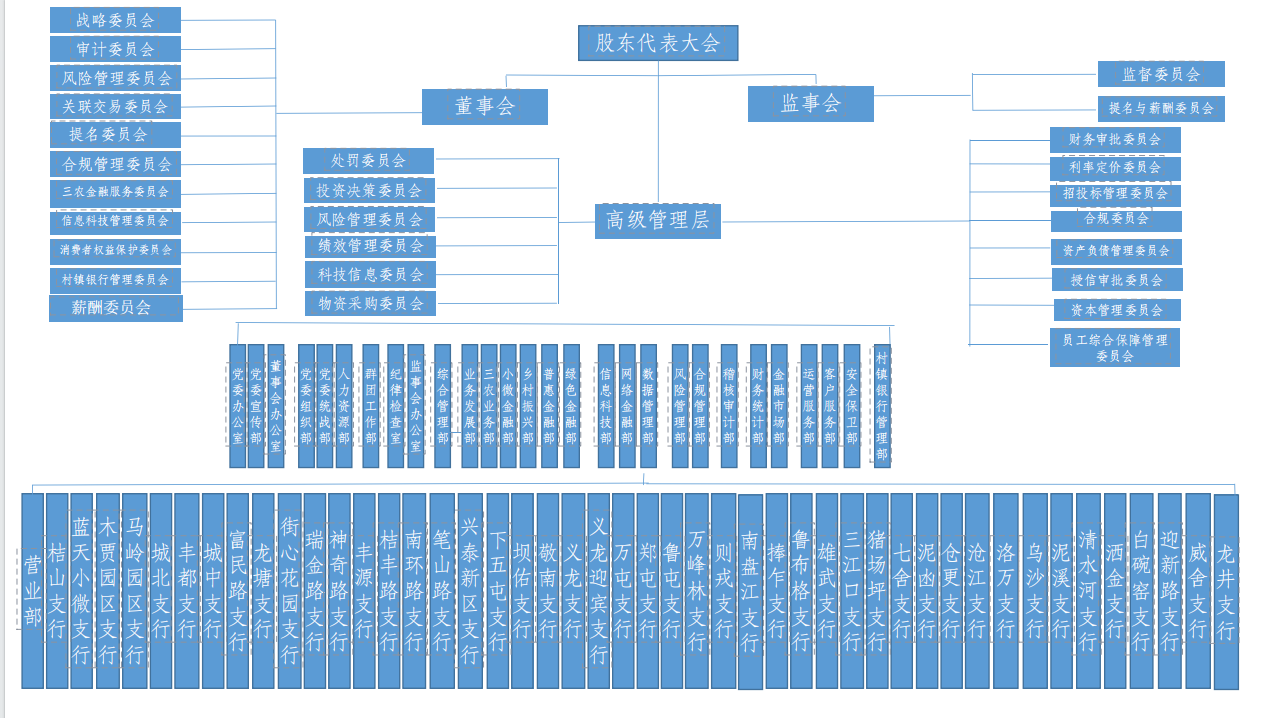 股东代表大会
董事会
监事会
高级管理层
战略委员会
审计委员会
风险管理委员会
关联交易委员会
提名委员会
合规管理委员会
三农金融服务委员会
信息科技管理委员会
消费者权益保护委员会
村镇银行管理委员会
薪酬委员会
处罚委员会
投资决策委员会
风险管理委员会
绩效管理委员会
科技信息委员会
物资采购委员会
监督委员会
提名与薪酬委员会
财务审批委员会
利率定价委员会
招投标管理委员会
合规委员会
资产负债管理委员会
授信审批委员会
资本管理委员会
员工综合保障管理
委员会
党委办公室
党委宣传部
董事会办公室
党委组织部
党委统战部
人力资源部
群团工作部
纪律检查室
监事会办公室
综合管理部
业务发展部
三农业务部
小微金融部
乡村振兴部
普惠金融部
绿色金融部
信息科技部
网络金融部
数据管理部
风险管理部
合规管理部
稽核审计部
财务统计部
金融市场部
运营服务部
客户服务部
安全保卫部
村镇银行管理部
营业部
桔山支行
蓝天小微支行
木贾园区支行
马岭园区支行
城北支行
丰都支行
城中支行
富民路支行
龙塘支行
街心花园支行
瑞金路支行
神奇路支行
丰源支行
桔丰路支行
南环路支行
笔山路支行
兴泰新区支行
下五屯支行
坝佑支行
敬南支行
义龙支行
义龙迎宾支行
万屯支行
郑屯支行
鲁屯支行
万峰林支行
则戎支行
南盘江支行
捧乍支行
鲁布格支行
雄武支行
三江口支行
猪场坪支行
七舍支行
泥凼支行
仓更支行
沧江支行
洛万支行
乌沙支行
泥溪支行
清水河支行
洒金支行
白碗窑支行
迎新路支行
威舍支行
龙井支行